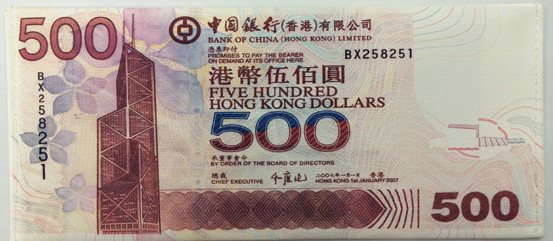 500
中國銀行(香港)有限公司
BANK OF CHINA (HONG KONG) LIMITED
憑票即付
PROMISES TO PAY THE BEARER
ON DEMAND AT ITS OFFICE HERE
BX258251
BX258251
港幣伍佰圓
FIVE HUNDRED
HONG KONG DOLLARS
500
承董事會命
BY ORDER OF THE BOARD OF DIRECTORS
總裁
CHIEF EXECUTIVE
二〇〇七年一月一日 香港
HONG KONG 1ST JANUARY 2007
500